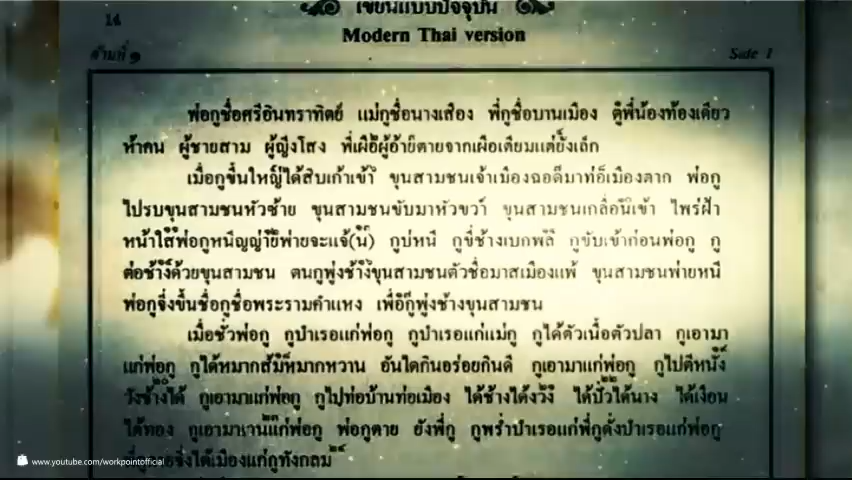 14
เขียนแบบปัจจุบัน
Modern Thai version
ด้านที่ ๑
Side 1
พ่อกูชื่อศรีอินทราทิตย์ แม่กูชื่อนางเสือง พี่กูชื่อบานเมือง ตูพี่น้องท้องเดียว
ห้าคน ผู้ชายสาม ผู้ญีงโสง พี่เผือผู้อ้ายตายจากเผือเตียมแต่ยังเล็ก
เมื่อกูขึ้นใหญ่ได้สิบเก้าเข้า ขุนสามชนเจ้าเมืองฉอดมาท่เมืองตาก พ่อกู
ไปรบขุนสามชนหัวซ้าย ขุนสามชนขับมาหัวขวา ขุนสามชนเกลื่อนเข้า ไพร่ฝ้า
หน้าใสพ่อกูหนีญญ่ายพ่ายจะแจ้(น) กูบ่หนี กูขี่ช้างเบกพล กูขับเข้าก่อนพ่อกู กู
ต่อช้างด้วยขุนสามชน ตนกูพุ่งช้างขุนสามชนตัวชื่อมาสเมืองแพ้ ขุนสามชนพ่ายหนี
พ่อกูจึ่งขึ้นชื่อกูชื่อพระรามคำแหง เพื่อกูพุ่งช้างขุนสามชน
เมื่อชั่วพ่อกู กูบำเรอแก่พ่อกู กูบำเรอแก่แม่กู กูได้ตัวเนื้อตัวปลา กูเอามา
แก่พ่อกู กูได้หมากส้มหมากหวาน อันใดกินอร่อยกินดี กูเอามาแก่พ่อกู กูไปตีหนัง
วังช้างได้ กูเอามาแก่พ่อกู กูไปท่อบ้านท่อเมือง ได้ช้างได้งวง ได้ปั่วได้นาง ได้เงือน
ได้ทอง กูเอามาเวนแก่พ่อกู พ่อกูตาย ยังพี่กู กูพร่ำบำเรอแก่พี่กูดั่งบำเรอแก่พ่อกู
พี่กูตายจึ่งได้เมืองแก่กูทั้งกลม
www.youtube.com/workpointofficial